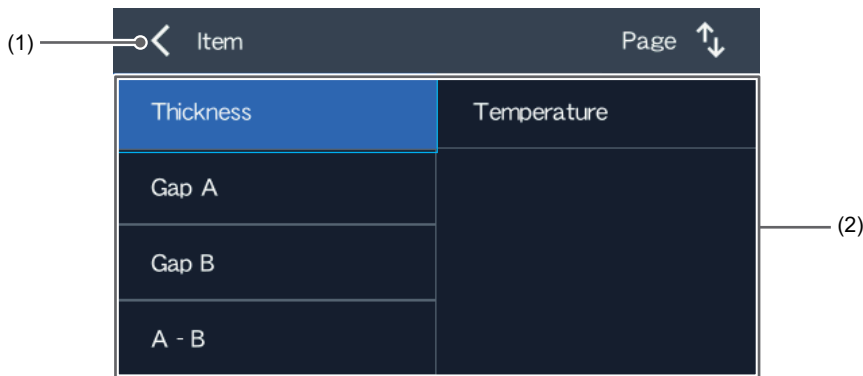 (1)
Item
Page
Thickness
Temperature
Gap A
Gap B
(2)
A - B